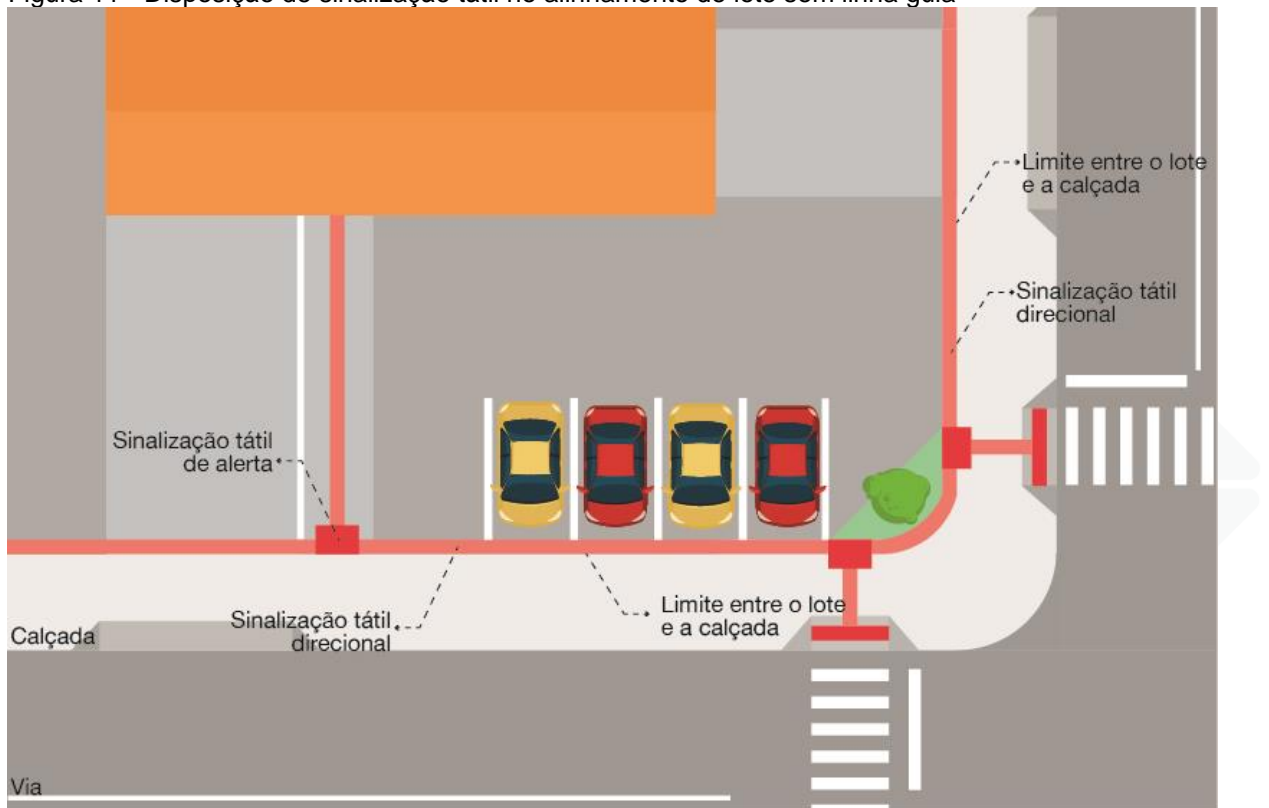 Limite entre o lote
e a calçada
Sinalização tátil
direcional
Sinalização tátil
de alerta
Limite entre o lote
e a calçada
Sinalização tátil
direcional
Calçada
Via